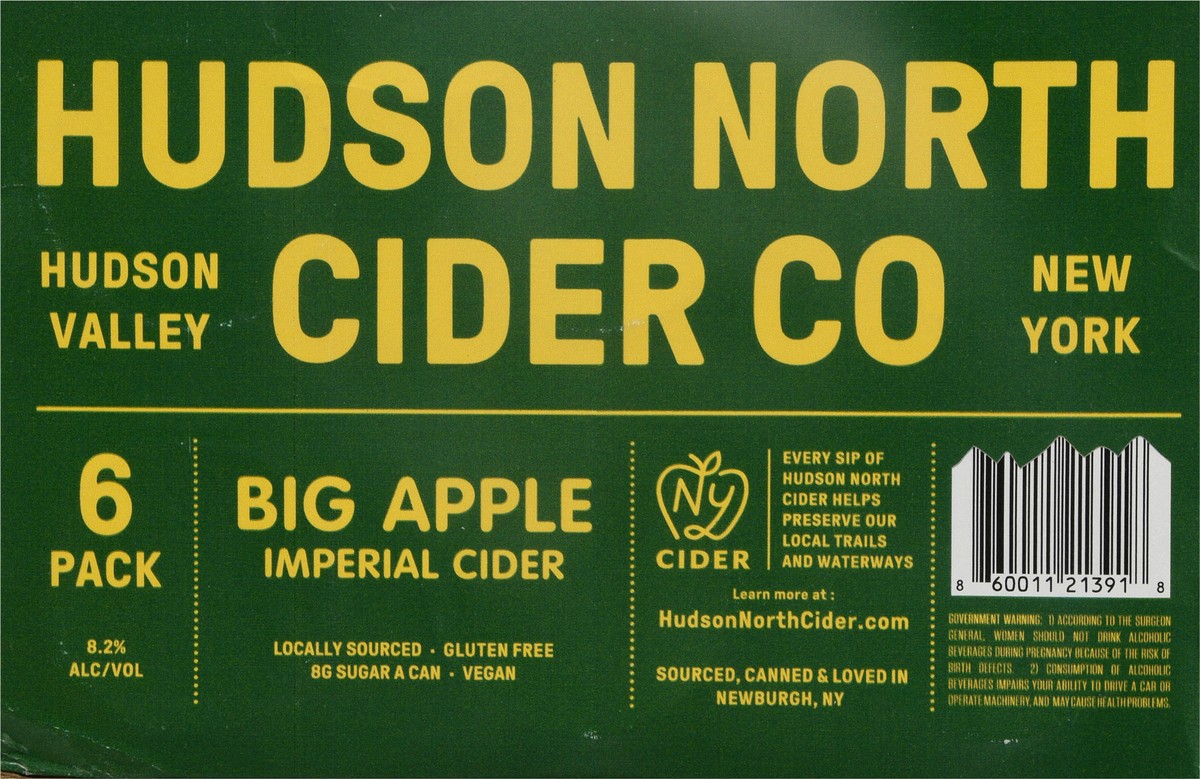 HUDSON NORTH
HUDSON
VALLEY
CIDER CO
NEW
YORK
6
PACK
8.2%
ALC/VOL
BIG APPLE
IMPERIAL CIDER
LOCALLY SOURCED · GLUTEN FREE
8G SUGAR A CAN · VEGAN
NY
CIDER
EVERY SIP OF
HUDSON NORTH
CIDER HELPS
PRESERVE OUR
LOCAL TRAILS
AND WATERWAYS
Learn more at :
HudsonNorthCider.com
SOURCED, CANNED & LOVED IN
NEWBURGH, NY
8 60011 21391 8
GOVERNMENT WARNING: 1) ACCORDING TO THE SURGEON
GENERAL, WOMEN SHOULD NOT DRINK ALCOHOLIC
BEVERAGES DURING PREGNANCY BECAUSE OF THE RISK OF
BIRTH DEFECTS. 2) CONSUMPTION OF ALCOHOLIC
BEVERAGES IMPAIRS YOUR ABILITY TO DRIVE A CAR OR
OPERATE MACHINERY, AND MAY CAUSE HEALTH PROBLEMS.